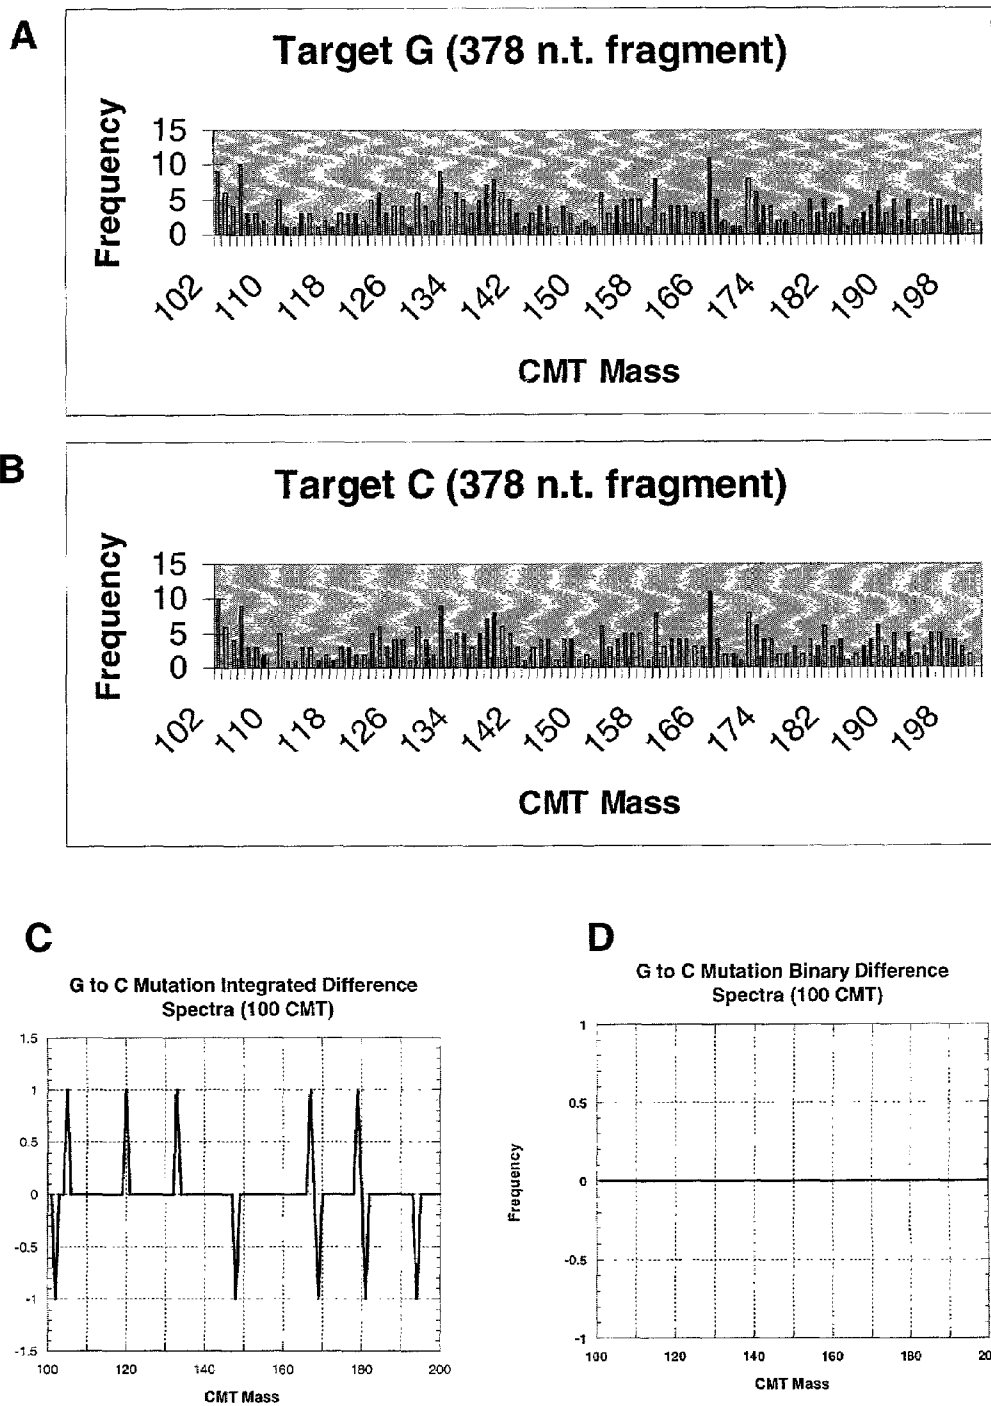 A
Target G (378 n.t. fragment)
Frequency
15
10
5
0
102 110 118 126 134 142 150 158 166 174 182 190 198
CMT Mass
B
Target C (378 n.t. fragment)
Frequency
15
10
5
0
102 110 118 126 134 142 150 158 166 174 182 190 198
CMT Mass
C
G to C Mutation Integrated Difference
Spectra (100 CMT)
1.5
1
0.5
0
-0.5
-1
-1.5
100 120 140 160 180 200
CMT Mass
D
G to C Mutation Binary Difference
Spectra (100 CMT)
Frequency
1
0.5
0
-0.5
-1
100 120 140 160 180 20
CMT Mass